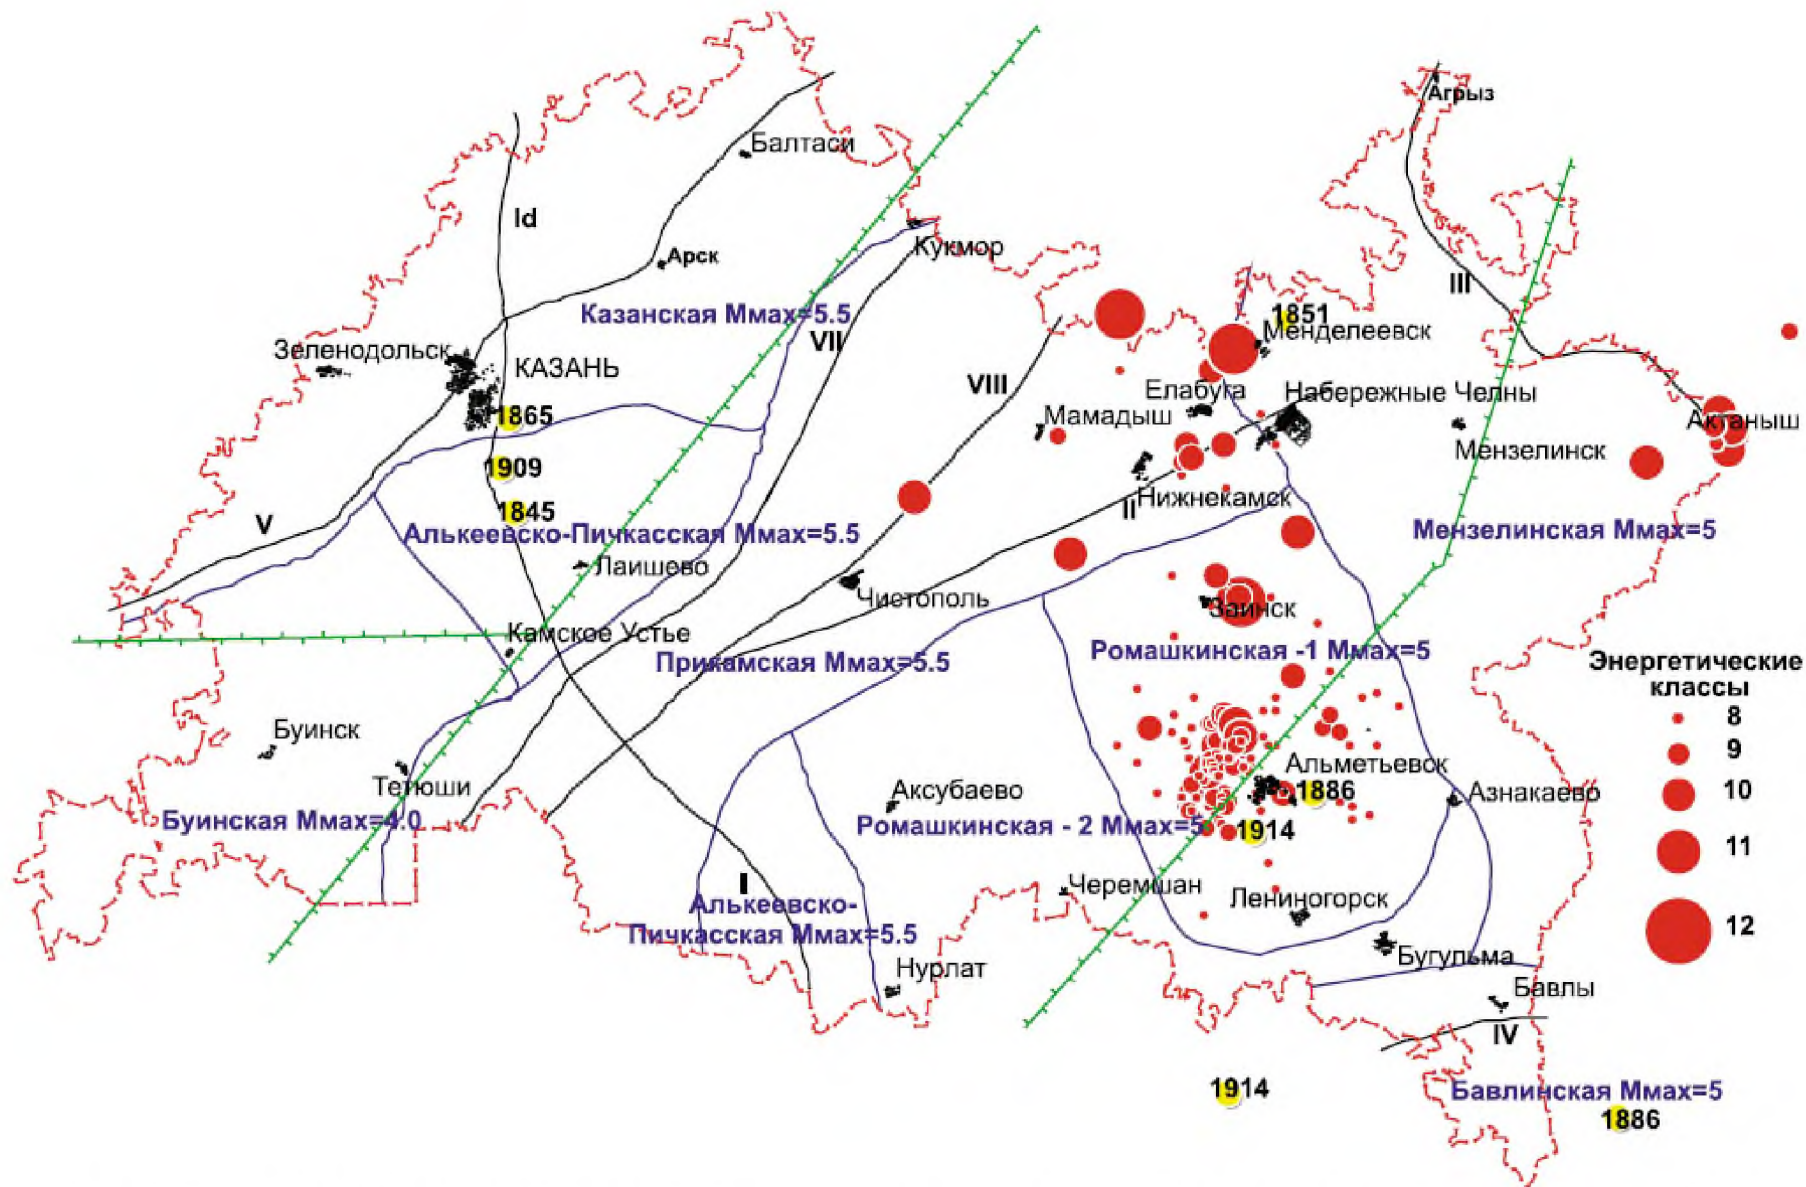 Агрыз
Балтаси
Id
Арск
Кукмор
III
Казанская Ммах=5.5
1851
Менделеевск
VII
Зеленодольск
КАЗАНЬ
VIII
Елабуга
Набережные Челны
Мамадыш
1865
Актаныш
Мензелинск
1909
Нижнекамск
II
1845
V
Алькеевско-Пичкасская Ммах=5.5
Мензелинская Ммах=5
Лаишево
Чистополь
Заинск
Камское Устье
Прикамская Ммах=5.5
Ромашкинская -1 Ммах=5
Энергетические
классы
8
9
10
11
12
Буинск
Тетюши
Альметьевск
1886
Азнакаево
Аксубаево
Буинская Ммах=4.0
Ромашкинская - 2 Ммах=5
1914
I
Черемшан
Лениногорск
Алькеевско-
Пичкасская Ммах=5.5
Бугульма
Нурлат
Бавлы
IV
1914
Бавлинская Ммах=5
1886